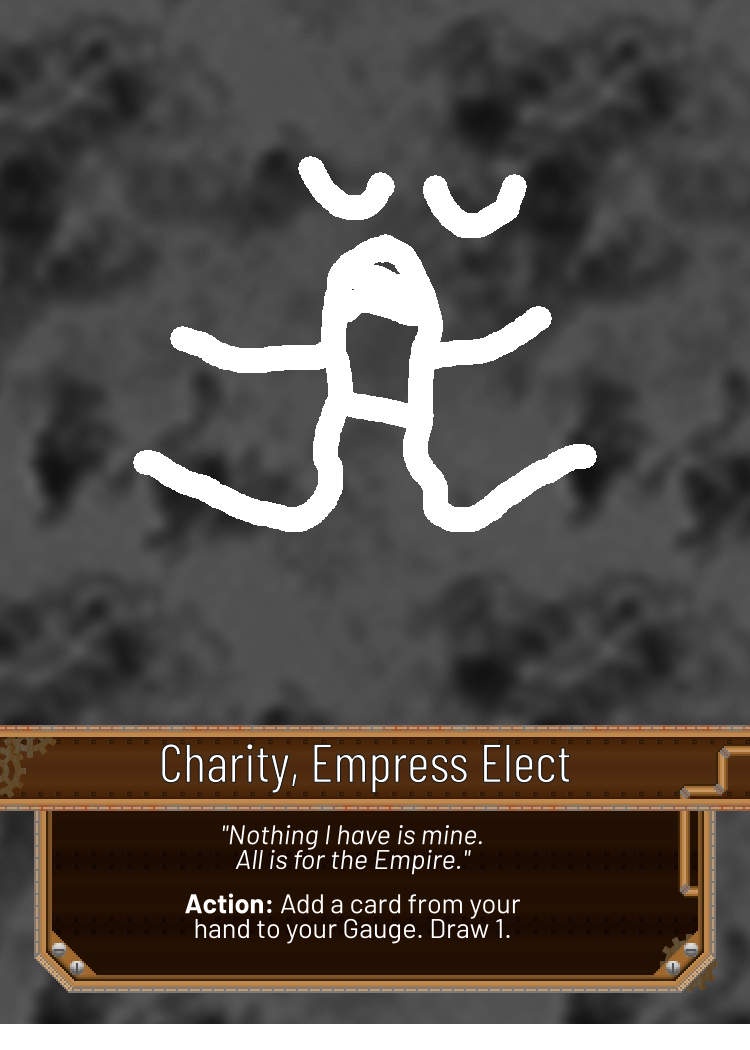 Charity, Empress Elect
"Nothing I have is mine.
All is for the Empire."
Action: Add a card from your
hand to your Gauge. Draw 1.